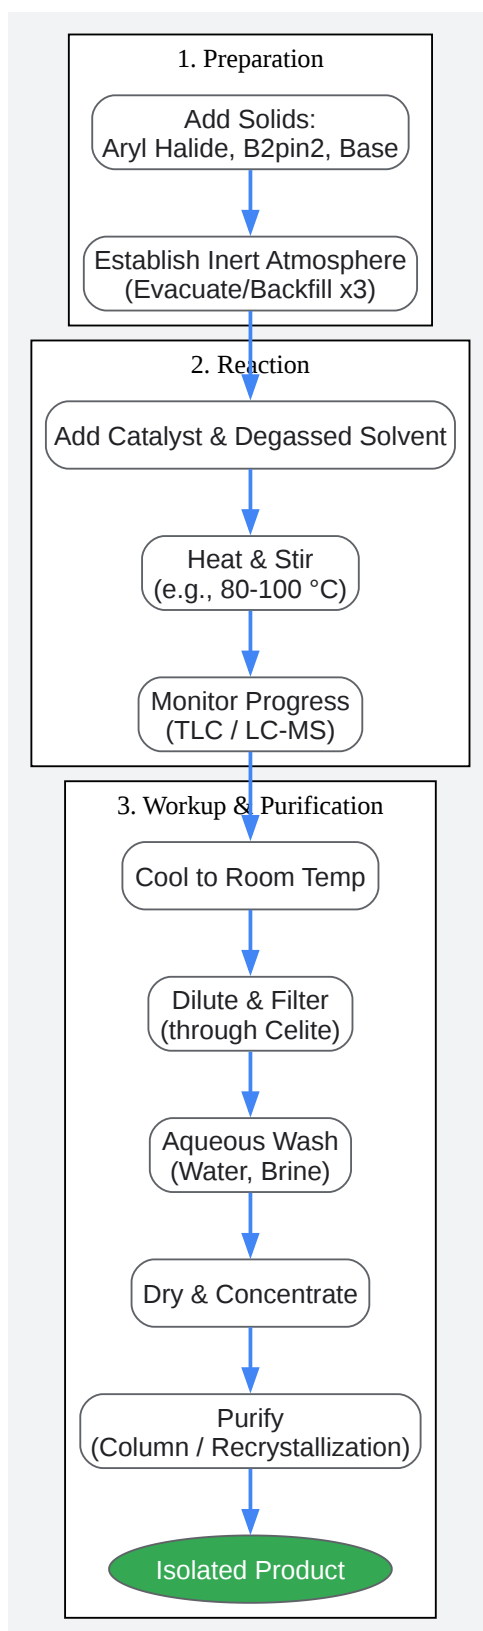 1. Preparation
Add Solids:
Aryl Halide, B2pin2, Base
Establish Inert Atmosphere
(Evacuate/Backfill x3)
2. Reaction
Add Catalyst & Degassed Solvent
Heat & Stir
(e.g., 80-100 °C)
Monitor Progress
(TLC / LC-MS)
3. Workup & Purification
Cool to Room Temp
Dilute & Filter
(through Celite)
Aqueous Wash
(Water, Brine)
Dry & Concentrate
Purify
(Column / Recrystallization)
Isolated Product